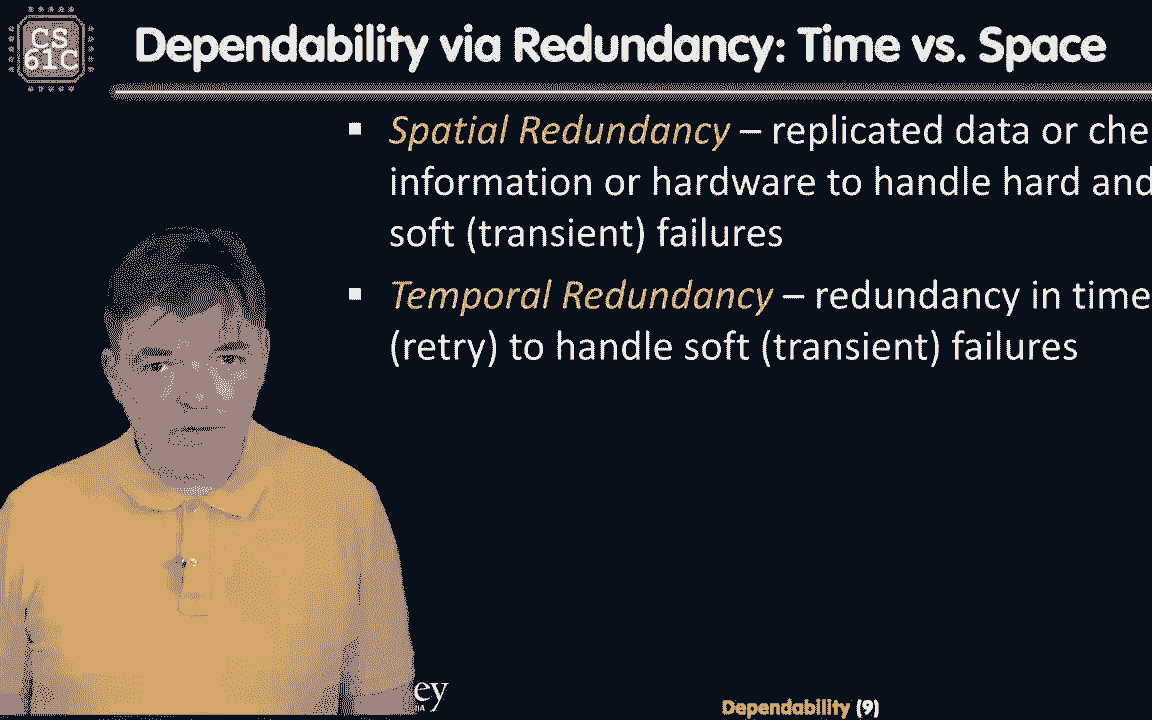 CS
61C
Dependability via Redundancy: Time vs. Space
Spatial Redundancy – replicated data or che
information or hardware to handle hard and
soft (transient) failures
Temporal Redundancy – redundancy in time
(retry) to handle soft (transient) failures
ey
Dependability (9)